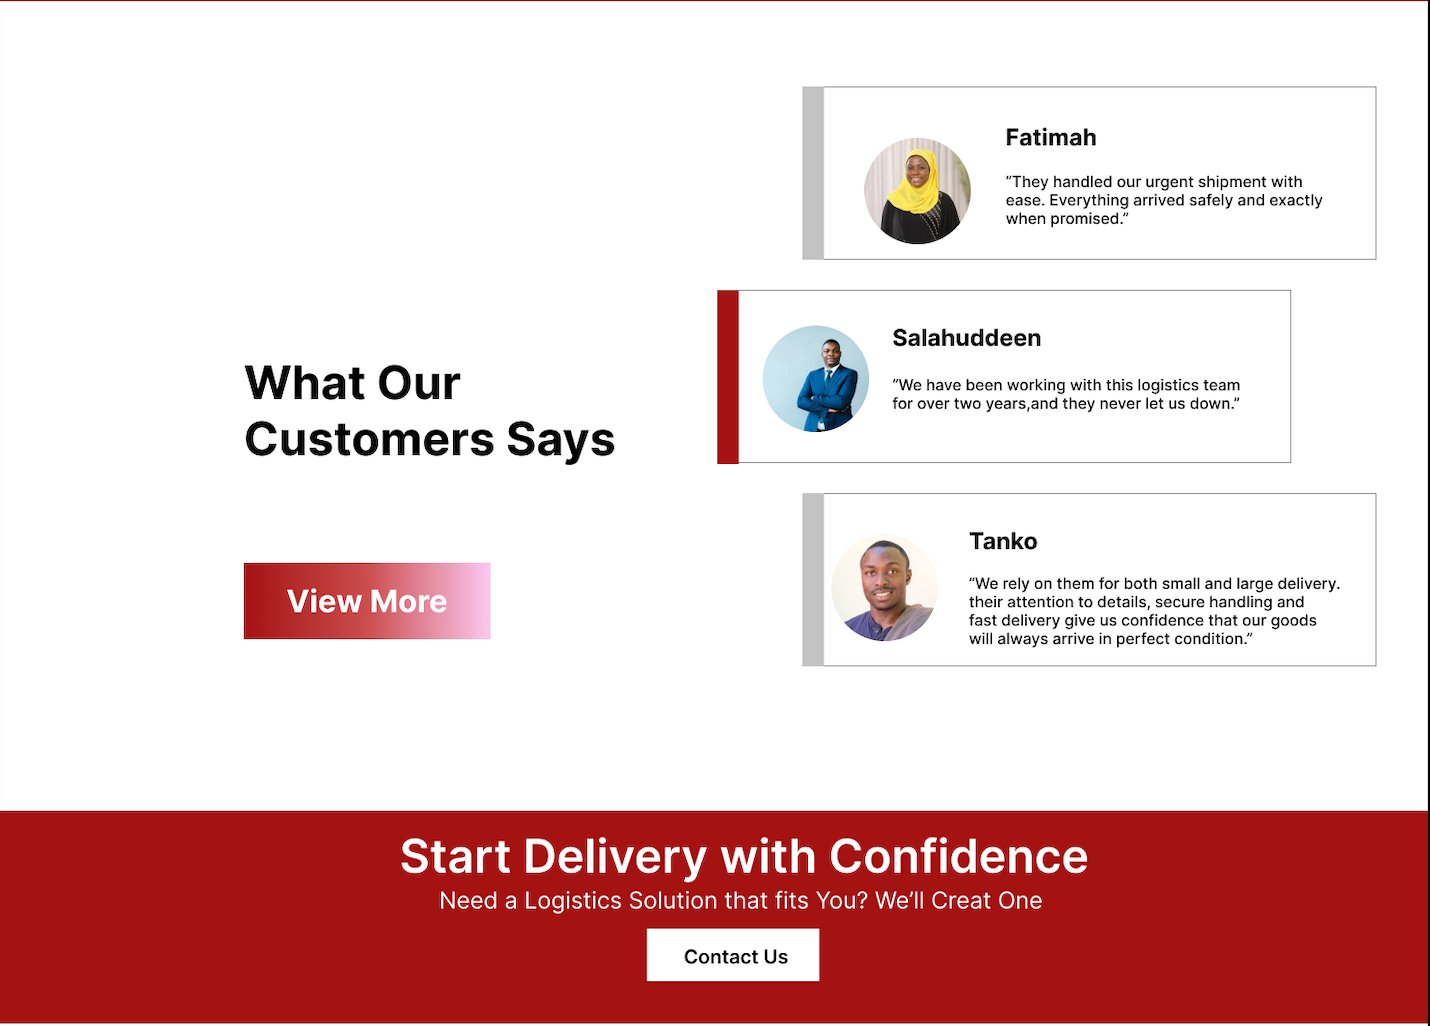 What Our
Customers Says
View More
Fatimah
“They handled our urgent shipment with
ease. Everything arrived safely and exactly
when promised.”
Salahuddeen
“We have been working with this logistics team
for over two years,and they never let us down.”
Tanko
“We rely on them for both small and large delivery.
their attention to details, secure handling and
fast delivery give us confidence that our goods
will always arrive in perfect condition.”
Start Delivery with Confidence
Need a Logistics Solution that fits You? We’ll Creat One
Contact Us